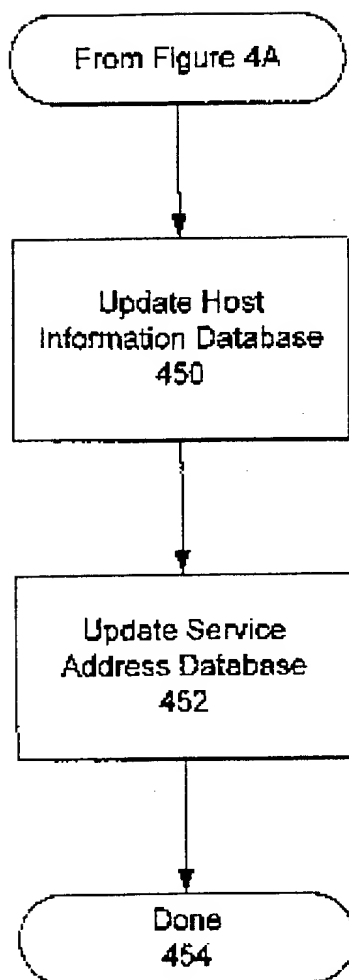 From Figure 4A
Update Host
Information Database
450
Update Service
Address Database
452
Done
454